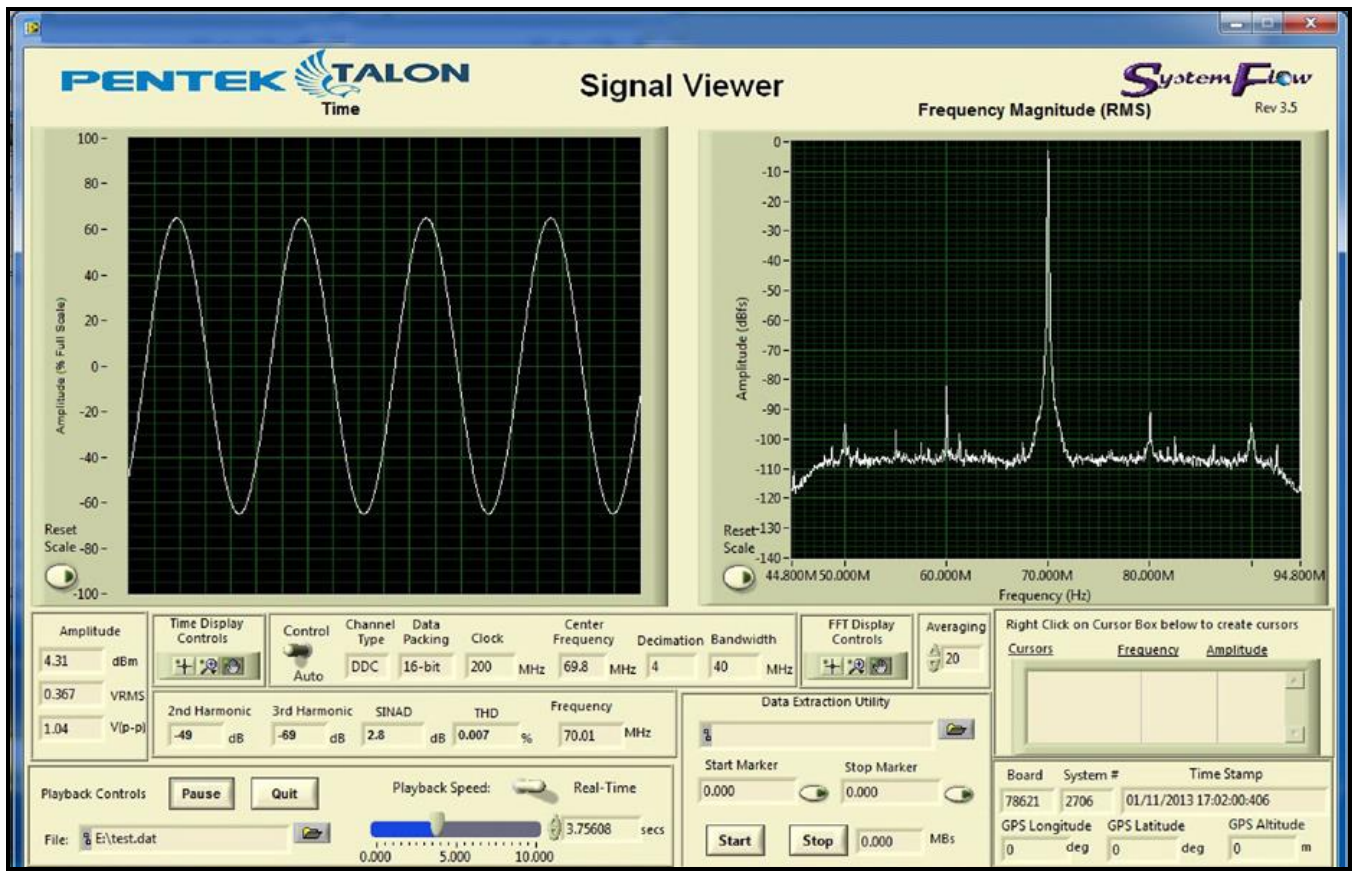 PENTEK TALON
Signal Viewer
SystemFlow
Rev 3.5
Time
Frequency Magnitude (RMS)
100
80
60
40
20
0
-20
-40
-60
-80
-100
Amplitude (% Full Scale)
Reset
Scale
0
-10
-20
-30
-40
-50
-60
-70
-80
-90
-100
-110
-120
-130
-140
Amplitude (dBfs)
Reset
Scale
44.800M 50.000M 60.000M 70.000M 80.000M 94.800M
Frequency (Hz)
Amplitude
4.31 dBm
0.367 VRMS
1.04 V(p-p)
Time Display
Controls
Control
Auto
Channel
Type
DDC
Data
Packing
16-bit
Clock
200 MHz
Center
Frequency
69.8 MHz
Decimation
4
Bandwidth
40 MHz
FFT Display
Controls
Averaging
20
Right Click on Cursor Box below to create cursors
Cursors Frequency Amplitude
2nd Harmonic
-49 dB
3rd Harmonic
-69 dB
SINAD
2.8 dB
THD
0.007 %
Frequency
70.01 MHz
Data Extraction Utility
Start Marker
0.000
Stop Marker
0.000
Start Stop 0.000 MBs
Playback Controls Pause Quit
Playback Speed: Real-Time
File: E:\test.dat
0.000 5.000 10.000
3.75608 secs
Board System # Time Stamp
78621 2706 01/11/2013 17:02:00:406
GPS Longitude GPS Latitude GPS Altitude
0 deg 0 deg 0 m